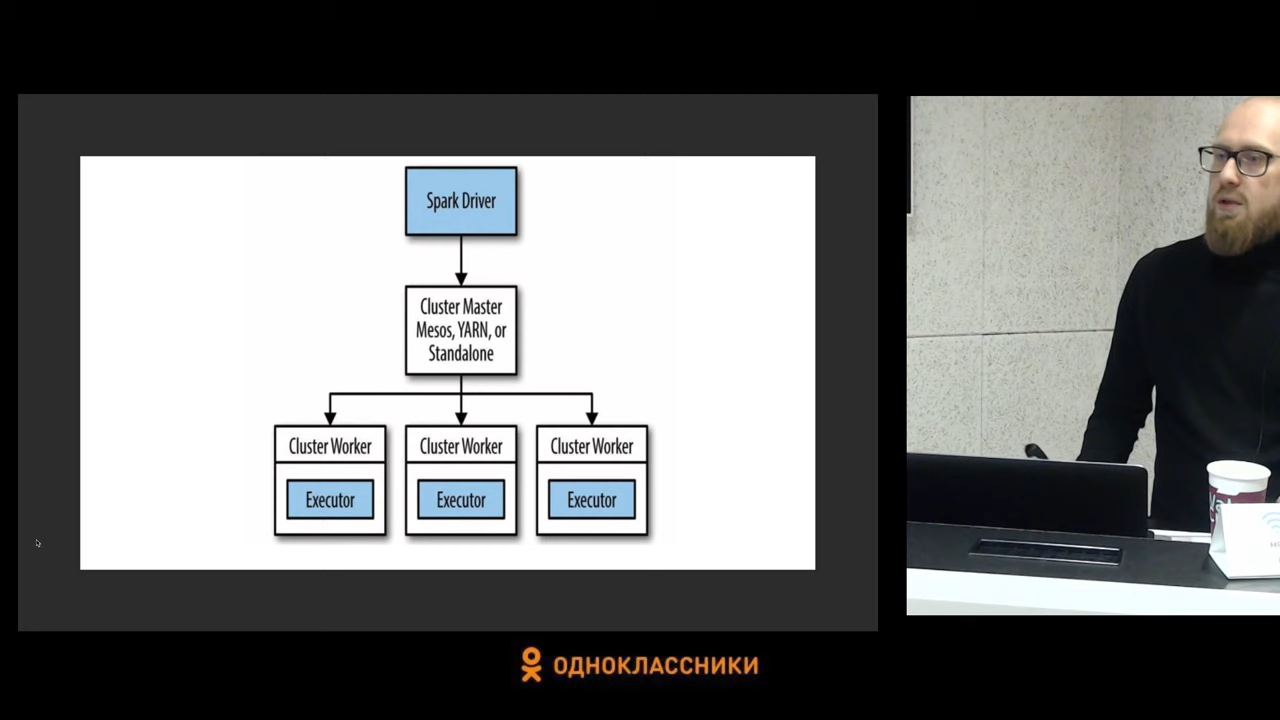 Spark Driver
Cluster Master
Mesos, YARN, or
Standalone
Cluster Worker
Cluster Worker
Cluster Worker
Executor
Executor
Executor
ОДНОКЛАССНИКИ